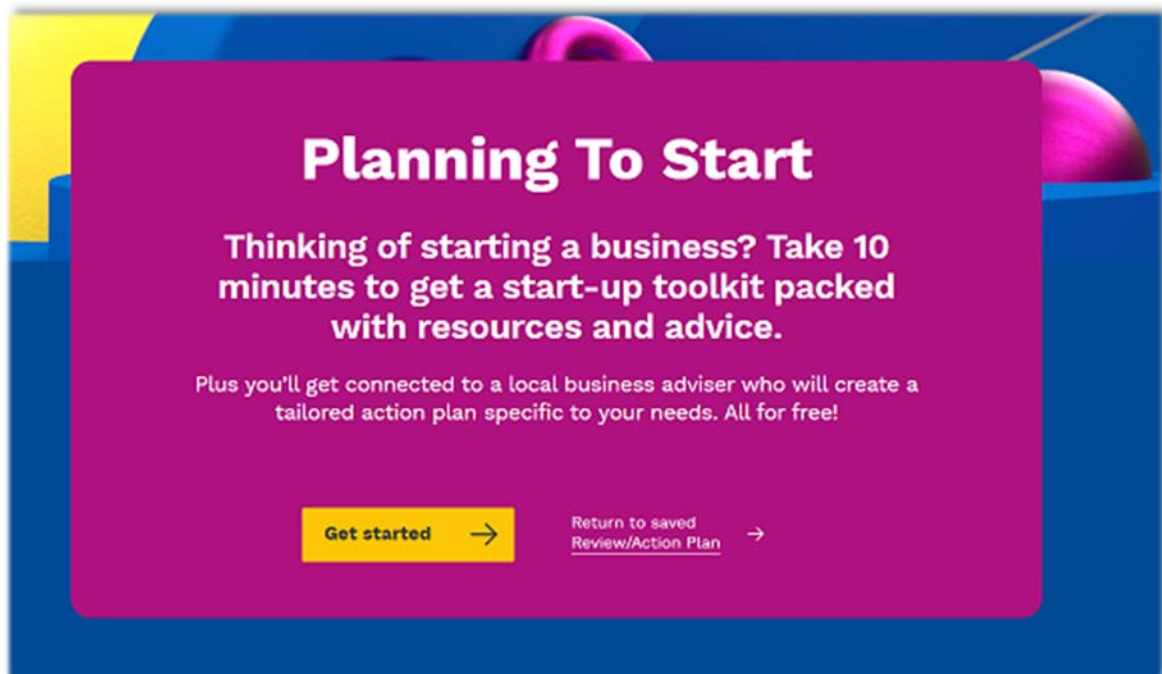 Planning To Start
Thinking of starting a business? Take 10
minutes to get a start-up toolkit packed
with resources and advice.
Plus you’ll get connected to a local business adviser who will create a
tailored action plan specific to your needs. All for free!
Get started
Return to saved
Review/Action Plan